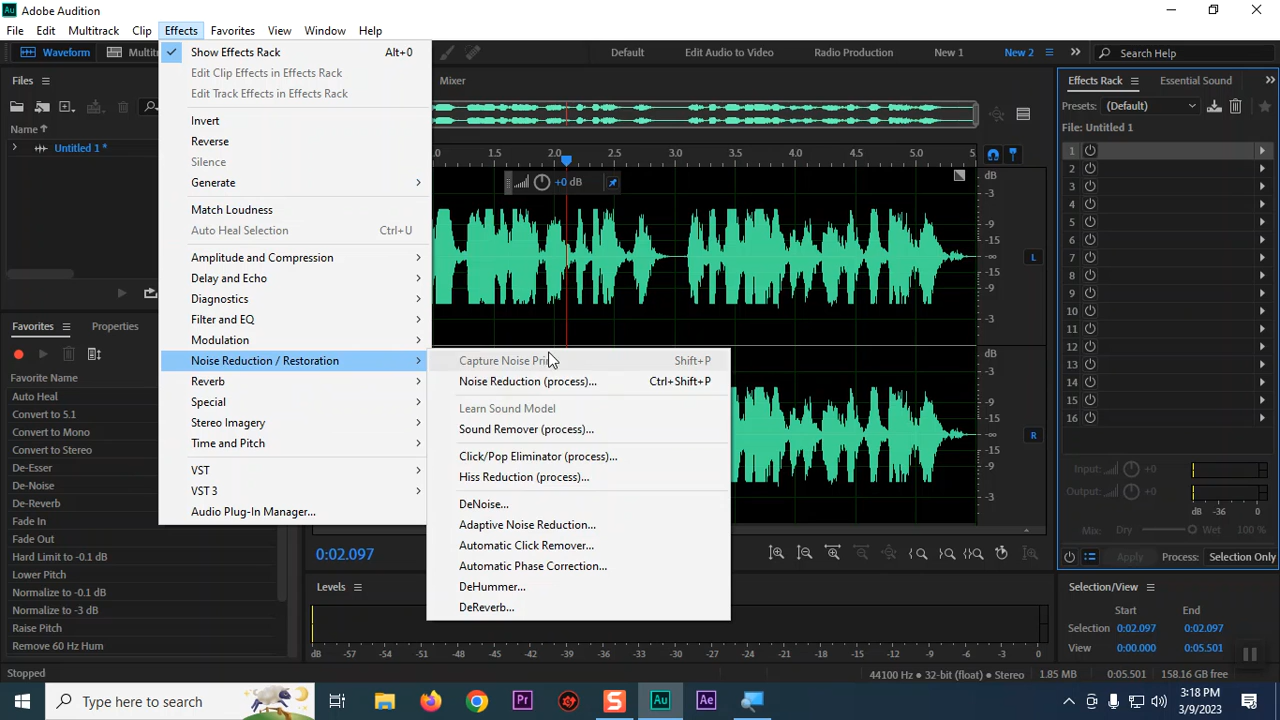 Au Adobe Audition
File Edit Multitrack Clip Effects Favorites View Window Help
Waveform
Default Edit Audio to Video Radio Production New 1 New 2 Search Help
Files
Name
Untitled 1 *
Show Effects Rack Alt+0
Edit Clip Effects in Effects Rack
Edit Track Effects in Effects Rack
Invert
Reverse
Silence
Generate
Match Loudness
Auto Heal Selection Ctrl+U
Amplitude and Compression
Delay and Echo
Diagnostics
Filter and EQ
Modulation
Noise Reduction / Restoration
Reverb
Special
Stereo Imagery
Time and Pitch
VST
VST 3
Audio Plug-In Manager...
Capture Noise Shift+P
Noise Reduction (process)... Ctrl+Shift+P
Learn Sound Model
Sound Remover (process)...
Click/Pop Eliminator (process)...
Hiss Reduction (process)...
DeNoise...
Adaptive Noise Reduction...
Automatic Click Remover...
Automatic Phase Correction...
DeHummer...
DeReverb...
Mixer
1.5 2.0 2.5 3.0 3.5 4.0 4.5 5.0
+0 dB
dB
-3
-9
-15
-∞
-15
-9
-3
L
dB
-3
-9
-15
-∞
-15
-9
-3
R
Effects Rack Essential Sound
Presets: (Default)
File: Untitled 1
1
2
3
4
5
6
7
8
9
10
11
12
13
14
15
16
Input: +0
Output: +0
dB -36 0
Mix: Dry Wet 100 %
Apply Process: Selection Only
Favorites Properties
Favorite Name
Auto Heal
Convert to 5.1
Convert to Mono
Convert to Stereo
De-Esser
De-Noise
De-Reverb
Fade In
Fade Out
Hard Limit to -0.1 dB
Lower Pitch
Normalize to -0.1 dB
Normalize to -3 dB
Raise Pitch
Remove 60 Hz Hum
0:02.097
Levels
dB -57 -54 -51 -48 -45 -42 -39 -36 -33 -30 -27 -24 -21 -18 -15 -12 -9 -6 -3 0
Selection/View
Start End
Selection 0:02.097 0:02.097
View 0:00.000 0:05.501
Stopped
44100 Hz • 32-bit (float) • Stereo 1.85 MB 0:05.501 158.16 GB free
Type here to search
Pr S Au Ae
3:18 PM
3/9/2023